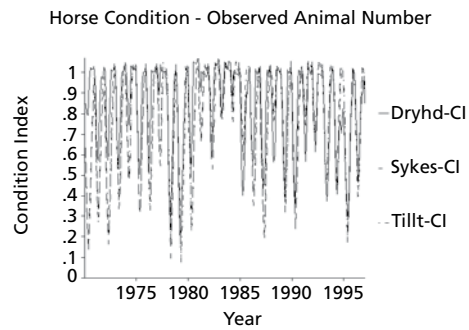 Horse Condition - Observed Animal Number
Condition Index
1
.9
.8
.7
.6
.5
.4
.3
.2
.1
0
1975 1980 1985 1990 1995
Year
Dryhd-CI
Sykes-CI
Tillt-CI